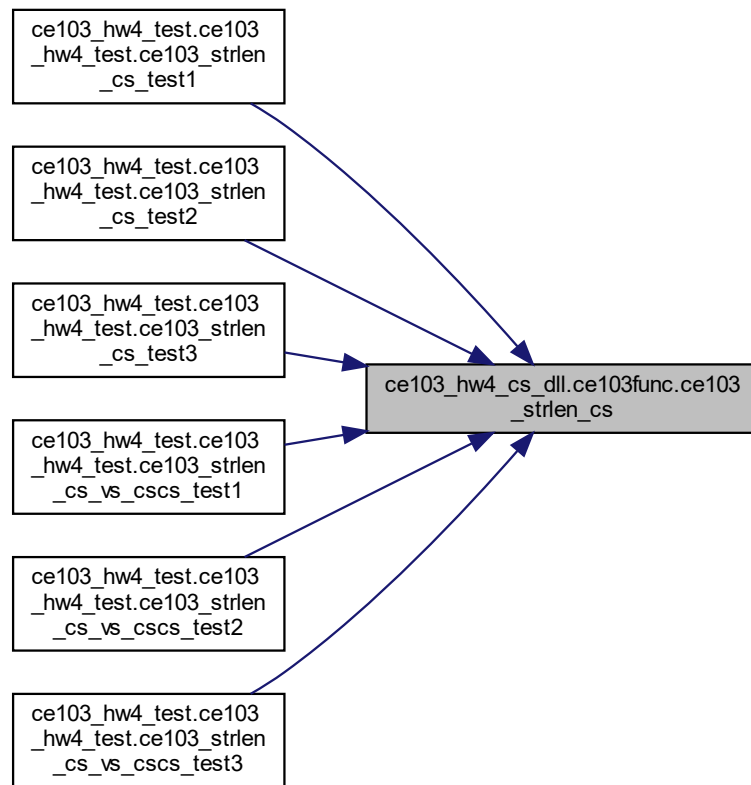 ce103_hw4_test.ce103
_hw4_test.ce103_strlen
_cs_test1
ce103_hw4_test.ce103
_hw4_test.ce103_strlen
_cs_test2
ce103_hw4_test.ce103
_hw4_test.ce103_strlen
_cs_test3
ce103_hw4_cs_dll.ce103func.ce103
_strlen_cs
ce103_hw4_test.ce103
_hw4_test.ce103_strlen
_cs_vs_cscs_test1
ce103_hw4_test.ce103
_hw4_test.ce103_strlen
_cs_vs_cscs_test2
ce103_hw4_test.ce103
_hw4_test.ce103_strlen
_cs_vs_cscs_test3